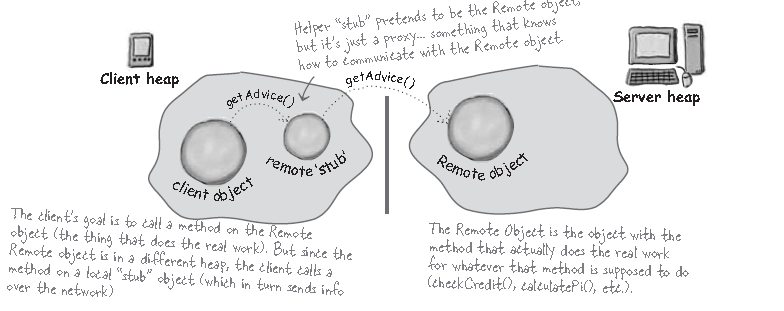 Helper "stub" pretends to be the Remote object,
but it's just a proxy... something that knows
how to communicate with the Remote object
Client heap
Server heap
getAdvice()
getAdvice()
client object
remote 'stub'
Remote object
The client's goal is to call a method on the Remote
object (the thing that does the real work). But since the
Remote object is in a different heap, the client calls a
method on a local "stub" object (which in turn sends info
over the network)
The Remote Object is the object with the
method that actually does the real work
for whatever that method is supposed to do
(checkCredit(), calculatePi(), etc.).